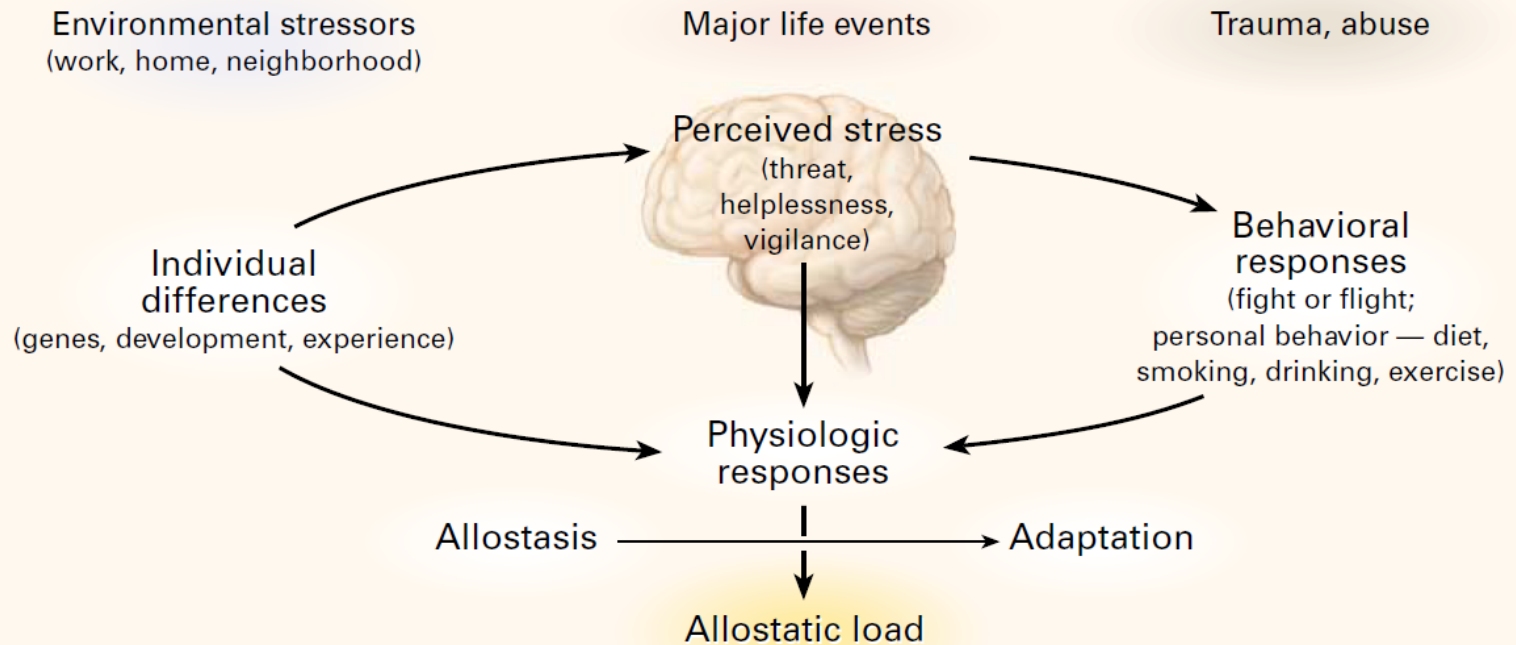 Environmental stressors
(work, home, neighborhood)
Major life events
Trauma, abuse
Perceived stress
(threat,
helplessness,
vigilance)
Individual
differences
(genes, development, experience)
Behavioral
responses
(fight or flight;
personal behavior — diet,
smoking, drinking, exercise)
Physiologic
responses
Allostasis
Adaptation
Allostatic load